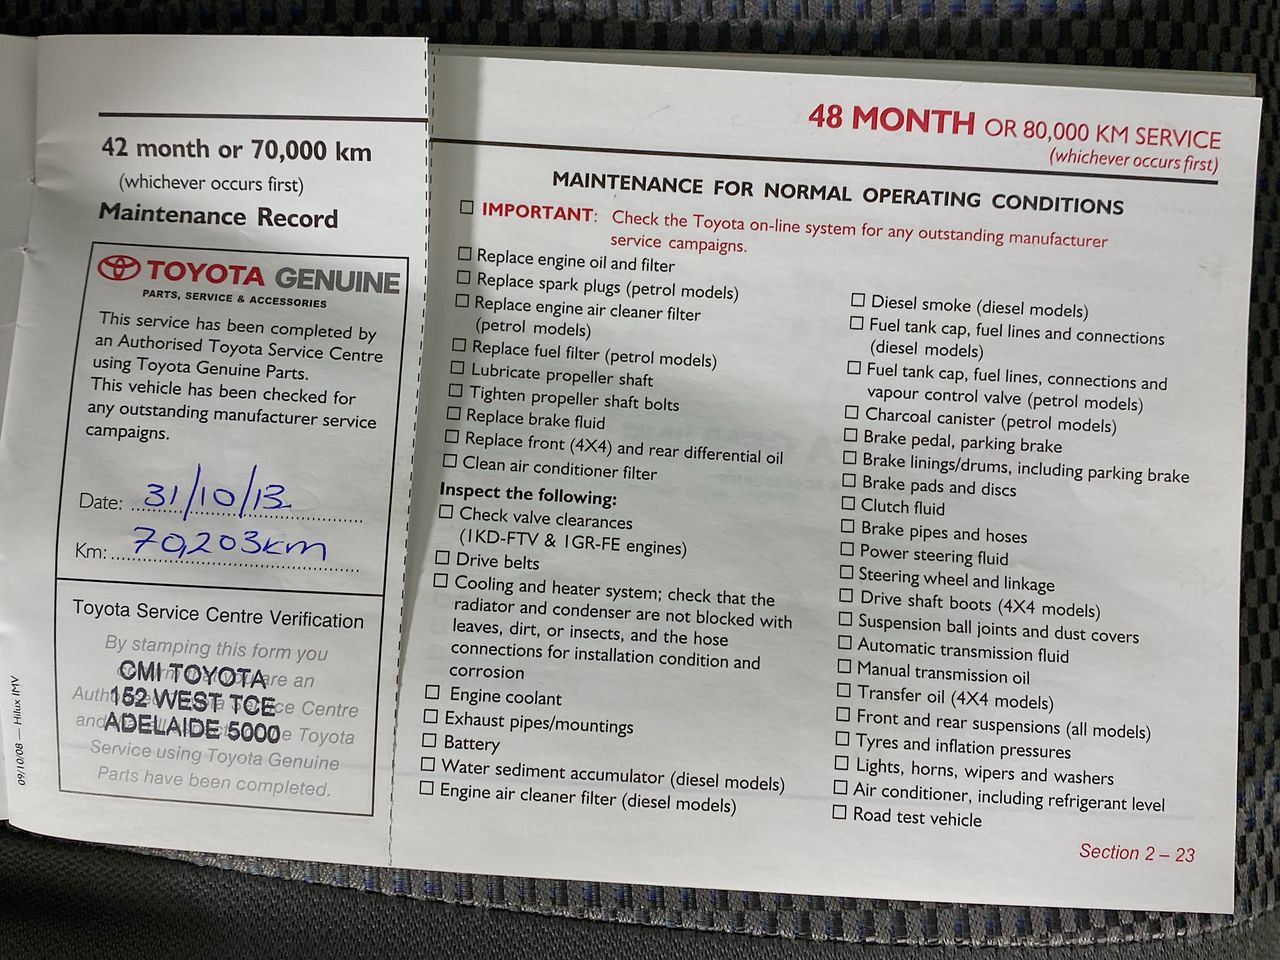 42 month or 70,000 km
(whichever occurs first)
Maintenance Record
TOYOTA GENUINE
PARTS, SERVICE & ACCESSORIES
This service has been completed by
an Authorised Toyota Service Centre
using Toyota Genuine Parts.
This vehicle has been checked for
any outstanding manufacturer service
campaigns.
Date: 31/10/13
Km: 70,203km
Toyota Service Centre Verification
By stamping this form you
are an
Service Centre
Toyota
Service using Toyota Genuine
Parts have been completed.
CMI TOYOTA
152 WEST TCE
ADELAIDE 5000
09/10/08 — Hilux IMV
48 MONTH OR 80,000 KM SERVICE
(whichever occurs first)
MAINTENANCE FOR NORMAL OPERATING CONDITIONS
IMPORTANT: Check the Toyota on-line system for any outstanding manufacturer
service campaigns.
Replace engine oil and filter
Replace spark plugs (petrol models)
Replace engine air cleaner filter
(petrol models)
Replace fuel filter (petrol models)
Lubricate propeller shaft
Tighten propeller shaft bolts
Replace brake fluid
Replace front (4X4) and rear differential oil
Clean air conditioner filter
Inspect the following:
Check valve clearances
(1KD-FTV & 1GR-FE engines)
Drive belts
Cooling and heater system; check that the
radiator and condenser are not blocked with
leaves, dirt, or insects, and the hose
connections for installation condition and
corrosion
Engine coolant
Exhaust pipes/mountings
Battery
Water sediment accumulator (diesel models)
Engine air cleaner filter (diesel models)
Diesel smoke (diesel models)
Fuel tank cap, fuel lines and connections
(diesel models)
Fuel tank cap, fuel lines, connections and
vapour control valve (petrol models)
Charcoal canister (petrol models)
Brake pedal, parking brake
Brake linings/drums, including parking brake
Brake pads and discs
Clutch fluid
Brake pipes and hoses
Power steering fluid
Steering wheel and linkage
Drive shaft boots (4X4 models)
Suspension ball joints and dust covers
Automatic transmission fluid
Manual transmission oil
Transfer oil (4X4 models)
Front and rear suspensions (all models)
Tyres and inflation pressures
Lights, horns, wipers and washers
Air conditioner, including refrigerant level
Road test vehicle
Section 2 – 23